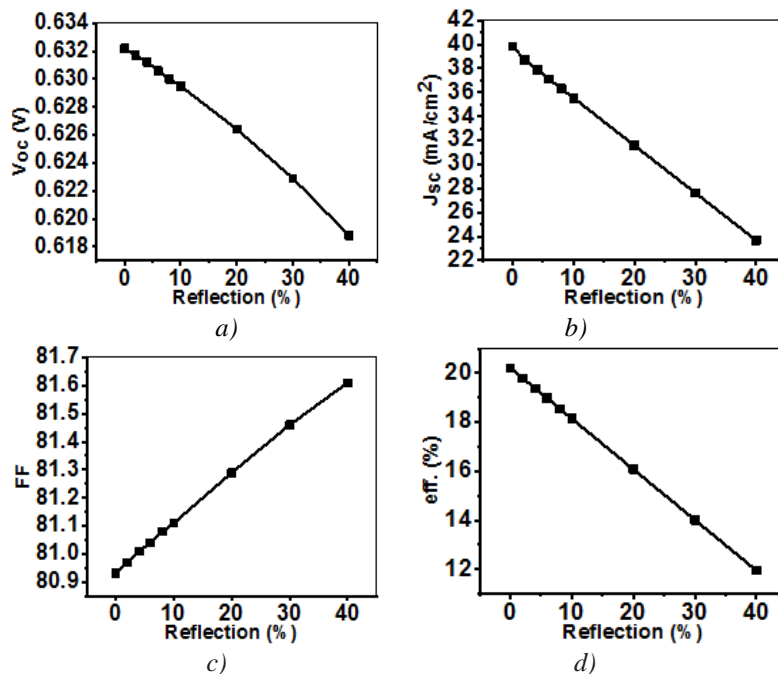 0.634
0.632
0.630
0.626
0.622
0.620
0.618
Voc (V)
0 10 20 30 40
Reflection (%)
a)
42
40
38
36
34
32
30
28
26
24
22
Jsc (mA/cm²)
0 10 20 30 40
Reflection (%)
b)
81.7
81.6
81.5
81.4
81.3
81.2
81.1
81.0
80.9
FF
0 10 20 30 40
Reflection (%)
c)
20
18
16
14
12
eff. (%)
0 10 20 30 40
Reflection (%)
d)